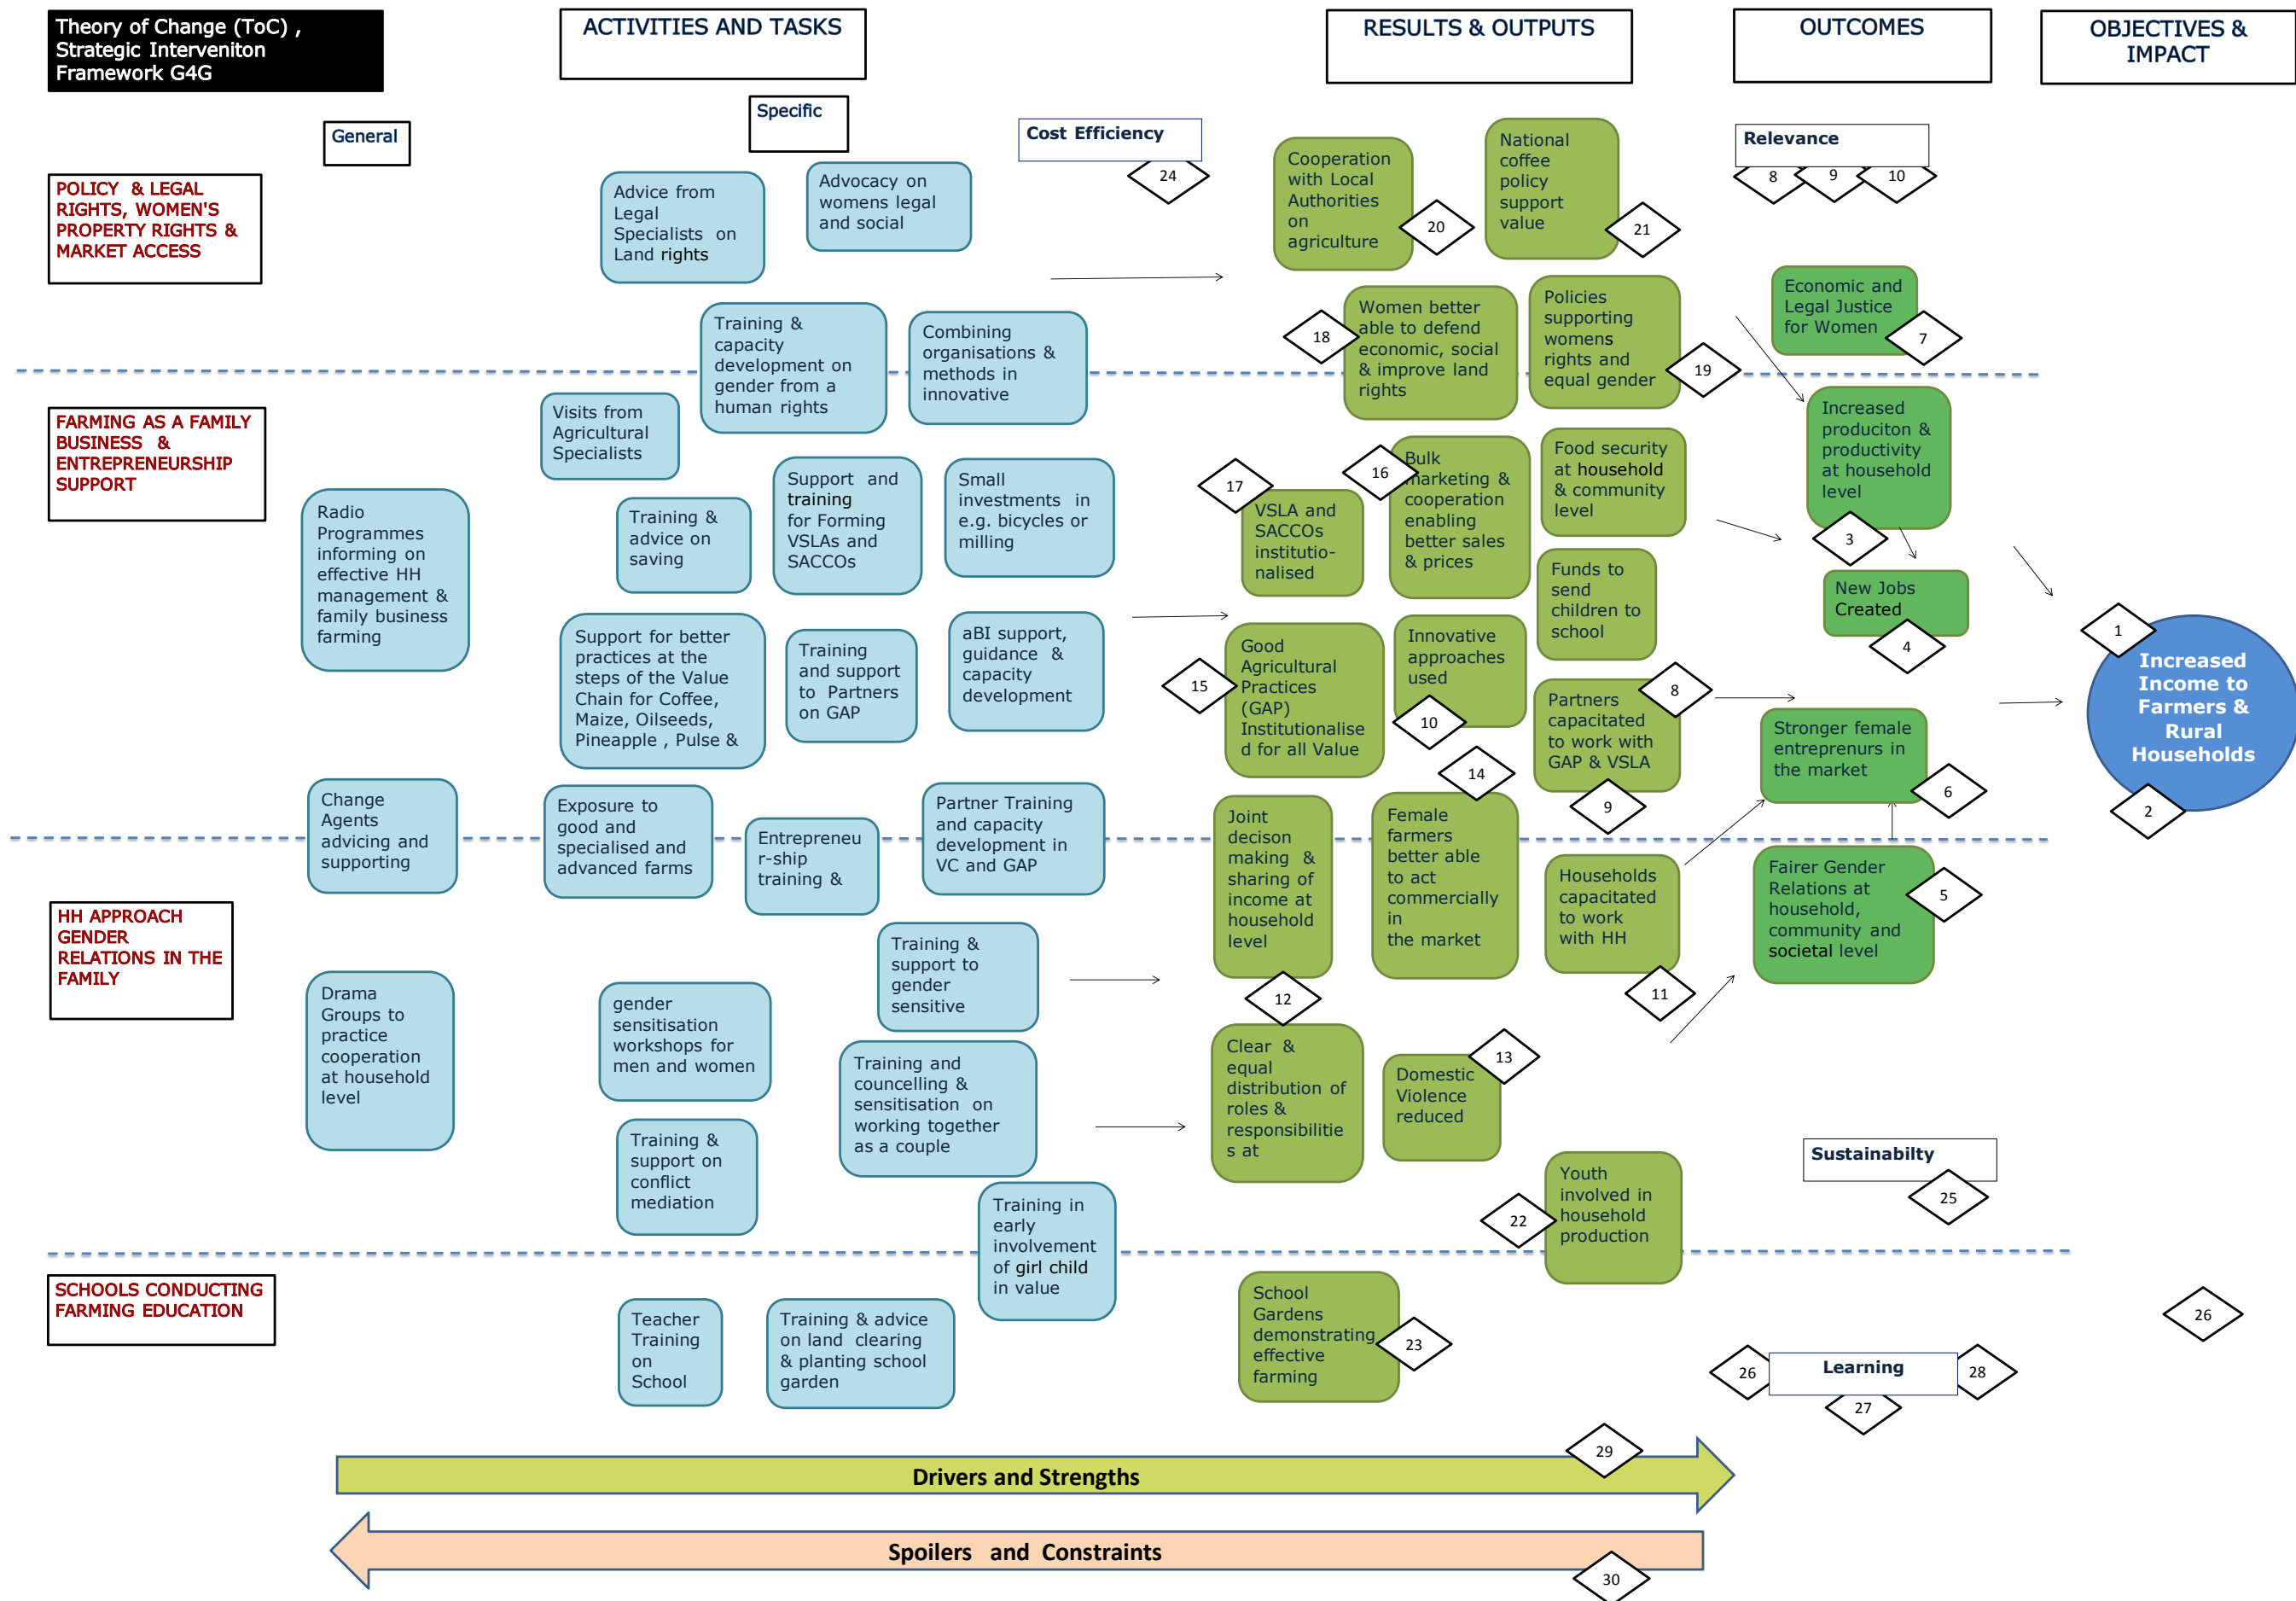 Theory of Change (ToC) ,
Strategic Interveniton
Framework G4G
ACTIVITIES AND TASKS
RESULTS & OUTPUTS
OUTCOMES
OBJECTIVES &
IMPACT
General
Specific
Cost Efficiency
24
Relevance
8
9
10
POLICY & LEGAL
RIGHTS, WOMEN'S
PROPERTY RIGHTS &
MARKET ACCESS
Advice from
Legal
Specialists on
Land rights
Advocacy on
womens legal
and social
Training &
capacity
development on
gender from a
human rights
Combining
organisations &
methods in
innovative
Cooperation
with Local
Authorities
on
agriculture
20
National
coffee
policy
support
value
21
18
Women better
able to defend
economic, social
& improve land
rights
Policies
supporting
womens
rights and
equal gender
19
Economic and
Legal Justice
for Women
7
FARMING AS A FAMILY
BUSINESS &
ENTREPRENEURSHIP
SUPPORT
Radio
Programmes
informing on
effective HH
management &
family business
farming
Visits from
Agricultural
Specialists
Training &
advice on
saving
Support and
training
for Forming
VSLAs and
SACCOs
Small
investments in
e.g. bicycles or
milling
Support for better
practices at the
steps of the Value
Chain for Coffee,
Maize, Oilseeds,
Pineapple , Pulse &
Training
and support
to Partners
on GAP
aBI support,
guidance &
capacity
development
17
VSLA and
SACCOs
institutio-
nalised
16
Bulk
marketing &
cooperation
enabling
better sales
& prices
Food security
at household
& community
level
Funds to
send
children to
school
15
Good
Agricultural
Practices
(GAP)
Institutionalise
d for all Value
Innovative
approaches
used
10
8
Partners
capacitated
to work with
GAP & VSLA
9
Increased
produciton &
productivity
at household
level
3
New Jobs
Created
4
Stronger female
entreprenurs in
the market
6
1
Increased
Income to
Farmers &
Rural
Households
2
Change
Agents
advicing and
supporting
Exposure to
good and
specialised and
advanced farms
Entrepreneu
r-ship
training &
Partner Training
and capacity
development in
VC and GAP
Joint
decison
making &
sharing of
income at
household
level
12
14
Female
farmers
better able
to act
commercially
in
the market
Households
capacitated
to work
with HH
11
Fairer Gender
Relations at
household,
community and
societal level
5
HH APPROACH
GENDER
RELATIONS IN THE
FAMILY
Drama
Groups to
practice
cooperation
at household
level
gender
sensitisation
workshops for
men and women
Training &
support to
gender
sensitive
Training and
councelling &
sensitisation on
working together
as a couple
Training &
support on
conflict
mediation
Training in
early
involvement
of girl child
in value
Clear &
equal
distribution of
roles &
responsibilitie
s at
13
Domestic
Violence
reduced
22
Youth
involved in
household
production
Sustainabilty
25
SCHOOLS CONDUCTING
FARMING EDUCATION
Teacher
Training
on
School
Training & advice
on land clearing
& planting school
garden
School
Gardens
demonstrating
effective
farming
23
26
26
Learning
28
27
29
Drivers and Strengths
Spoilers and Constraints
30